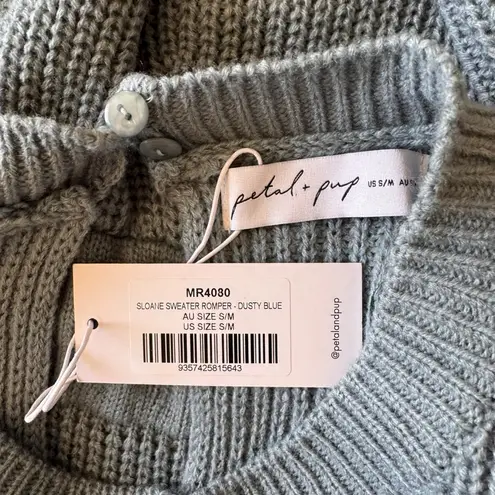 petal + pup US S/M AU
MR4080
SLOANE SWEATER ROMPER - DUSTY BLUE
AU SIZE S/M
US SIZE S/M
9357425815643
@petalandpup